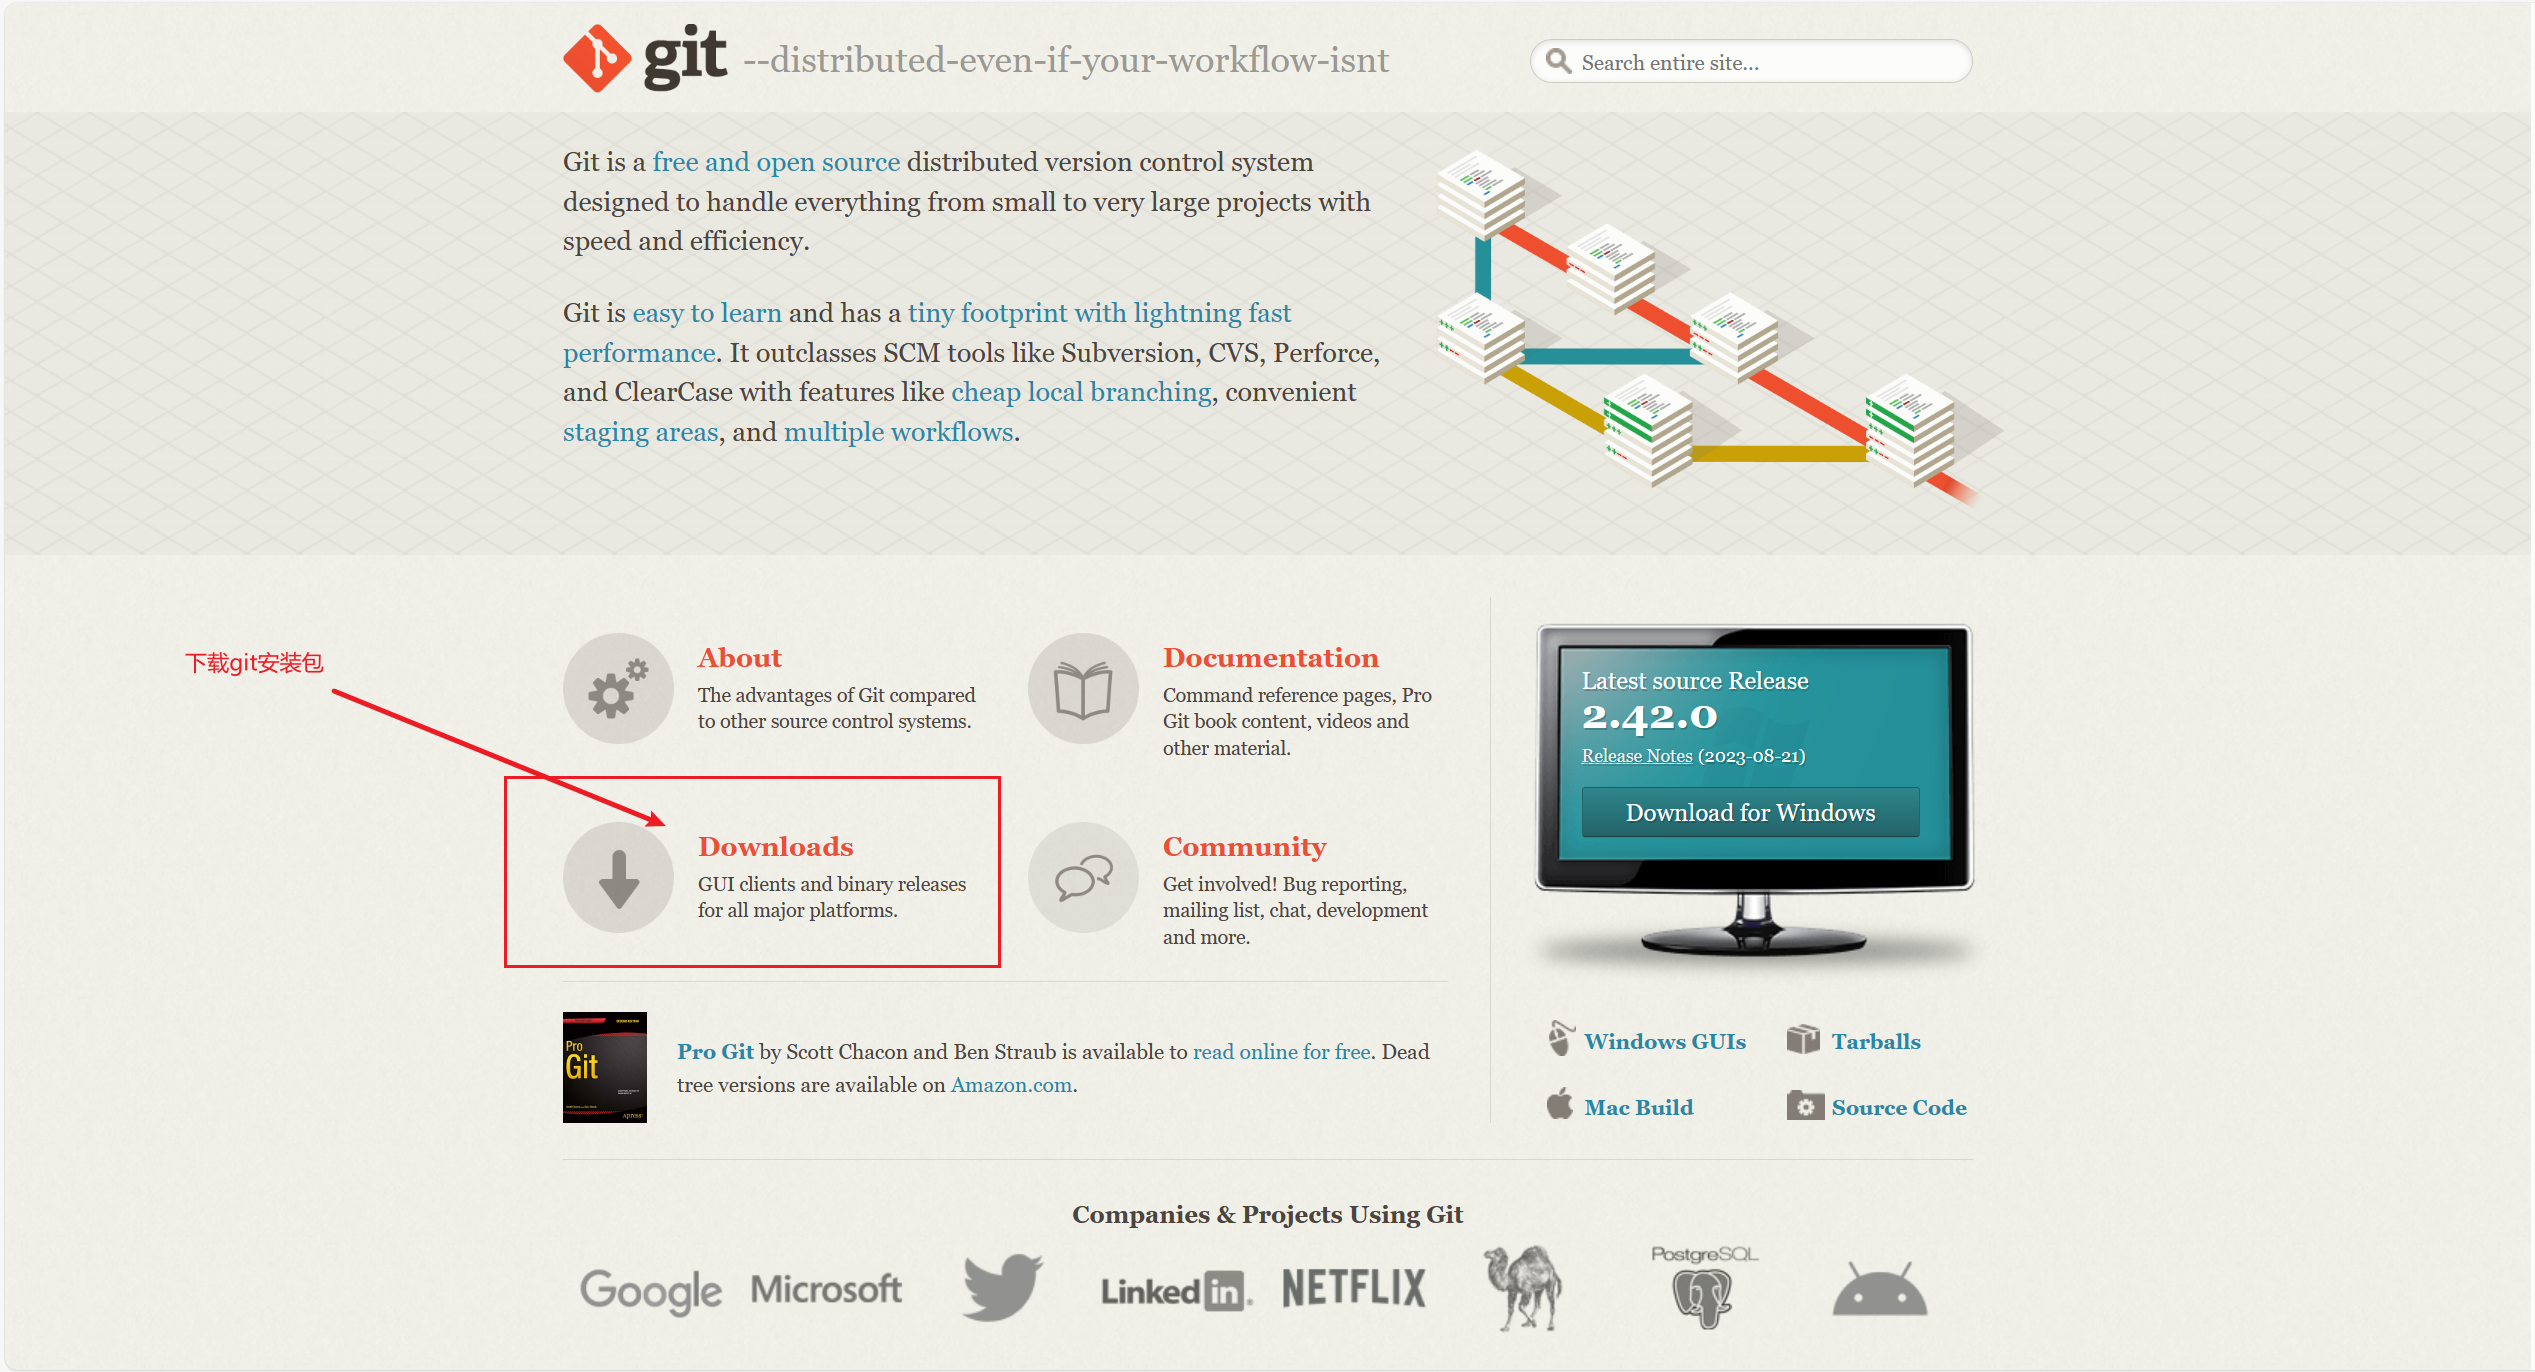 git --distributed-even-if-your-workflow-isnt
Search entire site...
Git is a free and open source distributed version control system
designed to handle everything from small to very large projects with
speed and efficiency.
Git is easy to learn and has a tiny footprint with lightning fast
performance. It outclasses SCM tools like Subversion, CVS, Perforce,
and ClearCase with features like cheap local branching, convenient
staging areas, and multiple workflows.
下载git安装包
About
The advantages of Git compared
to other source control systems.
Documentation
Command reference pages, Pro
Git book content, videos and
other material.
Downloads
GUI clients and binary releases
for all major platforms.
Community
Get involved! Bug reporting,
mailing list, chat, development
and more.
Latest source Release
2.42.0
Release Notes (2023-08-21)
Download for Windows
Pro
Git
Apress
Pro Git by Scott Chacon and Ben Straub is available to read online for free. Dead
tree versions are available on Amazon.com.
Windows GUIs
Tarballs
Mac Build
Source Code
Companies & Projects Using Git
Google
Microsoft
Linked in
NETFLIX
PostgreSQL